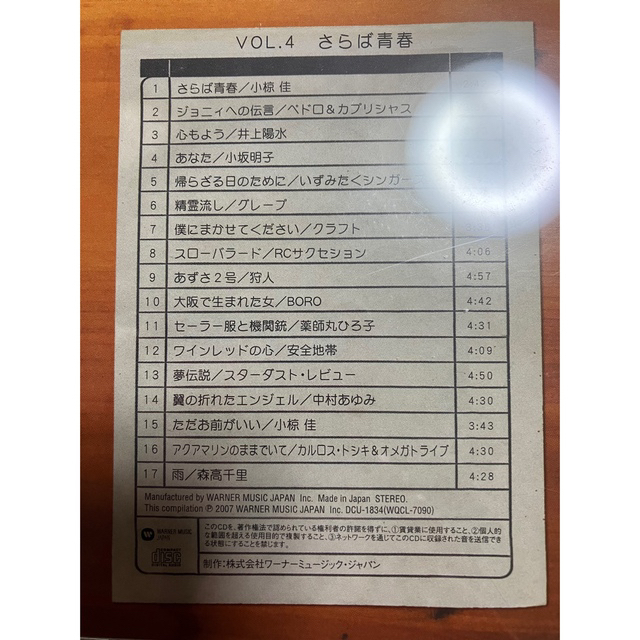 VOL.4 さらば青春
1 さらば青春／小椋 佳
2 ジョニィへの伝言／ペドロ＆カプリシャス
3 心もよう／井上陽水
4 あなた／小坂明子
5 帰らざる日のために／いずみたくシンガー
6 精霊流し／グレープ
7 僕にまかせてください／クラフト
8 スローバラード／RCサクセション 4:06
9 あずさ２号／狩人 4:57
10 大阪で生まれた女／BORO 4:42
11 セーラー服と機関銃／薬師丸ひろ子 4:31
12 ワインレッドの心／安全地帯 4:09
13 夢伝説／スターダスト・レビュー 4:50
14 翼の折れたエンジェル／中村あゆみ 4:30
15 ただお前がいい／小椋 佳 3:43
16 アクアマリンのままでいて／カルロス・トシキ＆オメガトライブ 4:30
17 雨／森高千里 4:28
Manufactured by WARNER MUSIC JAPAN Inc. Made in Japan STEREO.
This compilation ℗ 2007 WARNER MUSIC JAPAN Inc. DCU-1834(WQCL-7090)
WARNER MUSIC
JAPAN
このCDを、著作権法で認められている権利者の許諾を得ずに、①賃貸業に使用すること、②個人的
な範囲を超える使用目的で複製すること、③ネットワークを通じてこのCDに収録された音を送信できる
状態にすることを禁じます。
disc
制作：株式会社ワーナーミュージック・ジャパン